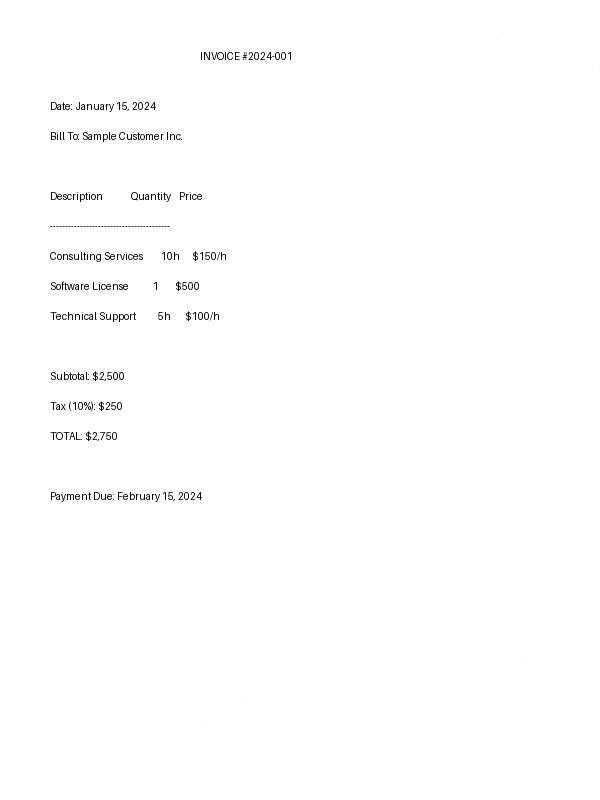 INVOICE #2024-001
Date: January 15, 2024
Bill To: Sample Customer Inc.
Description Quantity Price
----------------------------------------
Consulting Services 10h $150/h
Software License 1 $500
Technical Support 5h $100/h
Subtotal: $2,500
Tax (10%): $250
TOTAL: $2,750
Payment Due: February 15, 2024